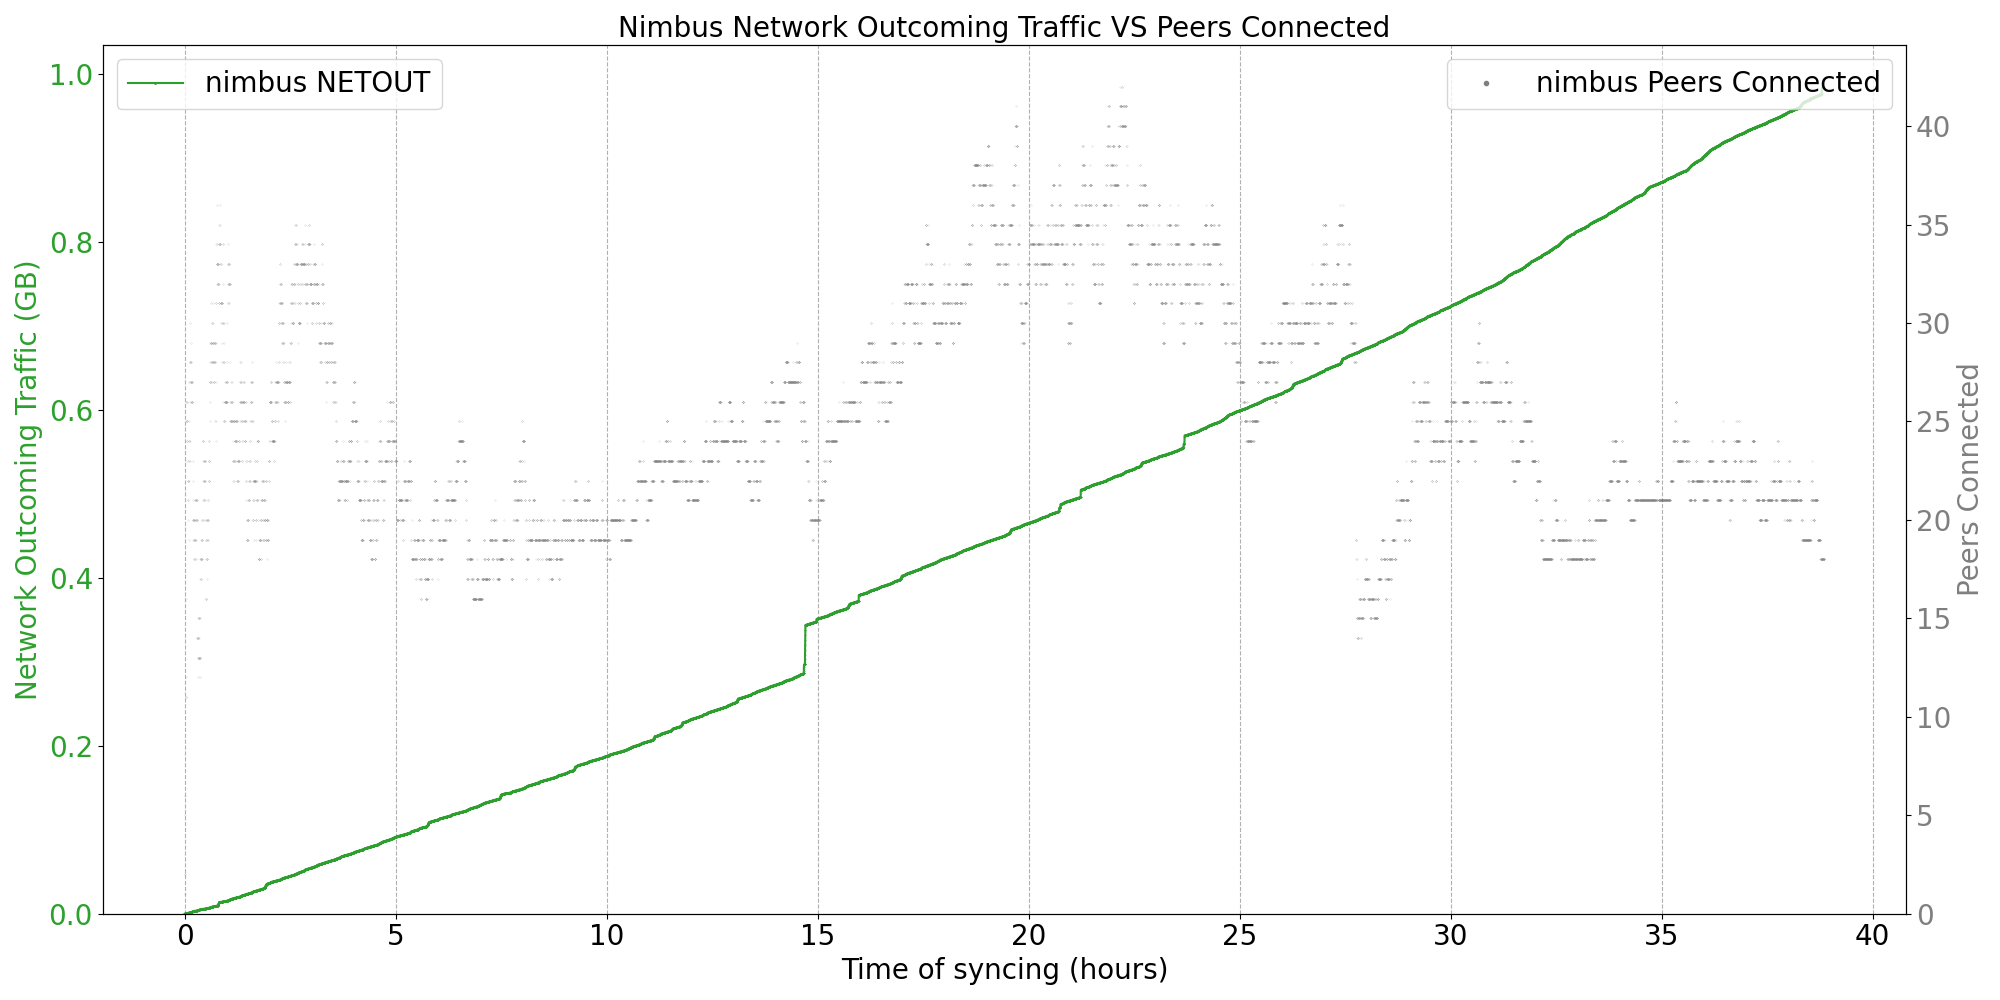 Nimbus Network Outcoming Traffic VS Peers Connected
nimbus NETOUT
nimbus Peers Connected
Network Outcoming Traffic (GB)
1.0
0.8
0.6
0.4
0.2
0.0
40
35
30
25
20
15
10
5
0
Peers Connected
0 5 10 15 20 25 30 35 40
Time of syncing (hours)